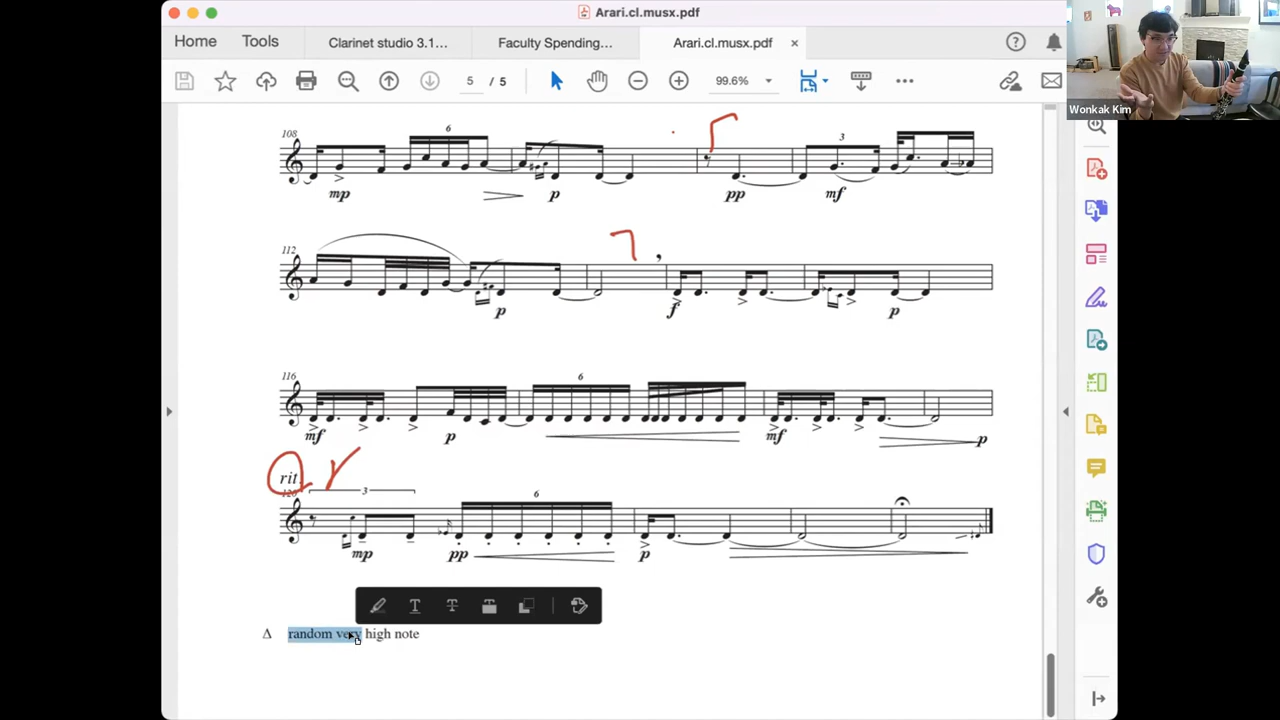 Arari.cl.musx.pdf
Home Tools Clarinet studio 3.1... Faculty Spending... Arari.cl.musx.pdf
5 / 5 99.6%
Wonkak Kim
108 6 3
mp p pp mf
112
p f p
116 6
mf p mf p
rit.
120 3 6
mp pp p
Δ random very high note